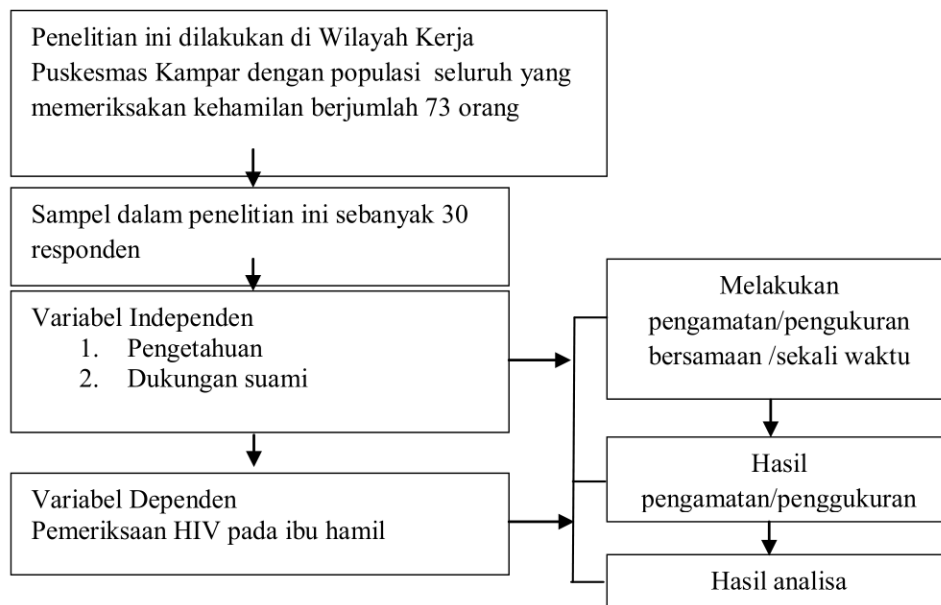 Penelitian ini dilakukan di Wilayah Kerja
Puskesmas Kampar dengan populasi seluruh yang
memeriksakan kehamilan berjumlah 73 orang
Sampel dalam penelitian ini sebanyak 30
responden
Variabel Independen
1. Pengetahuan
2. Dukungan suami
Variabel Dependen
Pemeriksaan HIV pada ibu hamil
Melakukan
pengamatan/pengukuran
bersamaan /sekali waktu
Hasil
pengamatan/penggukuran
Hasil analisa